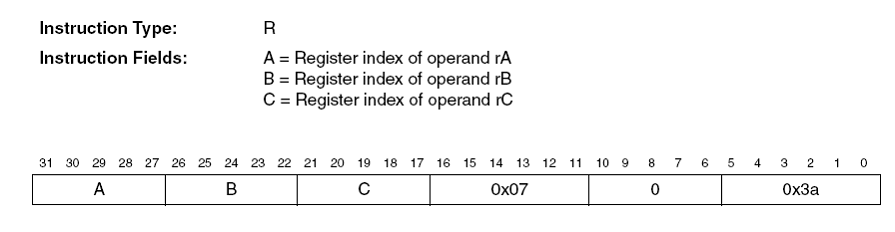 Instruction Type: R
Instruction Fields: A = Register index of operand rA
B = Register index of operand rB
C = Register index of operand rC
31 30 29 28 27 26 25 24 23 22 21 20 19 18 17 16 15 14 13 12 11 10 9 8 7 6 5 4 3 2 1 0
A B C 0x07 0 0x3a